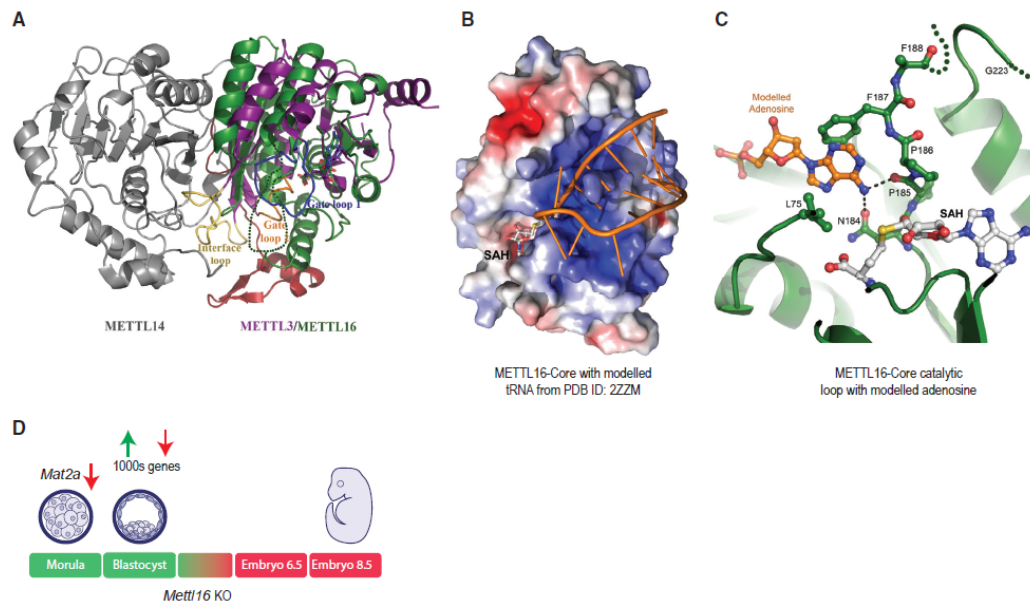 A
Gate loop 1
Gate
loop
Interface
loop
METTL14
METTL3/METTL16
B
SAH
METTL16-Core with modelled
tRNA from PDB ID: 2ZZM
C
F188
G223
Modelled
Adenosine
F187
P186
P185
L75
N184
SAH
METTL16-Core catalytic
loop with modelled adenosine
D
Mat2a
1000s genes
Morula
Blastocyst
Embryo 6.5
Embryo 8.5
Mettl16 KO